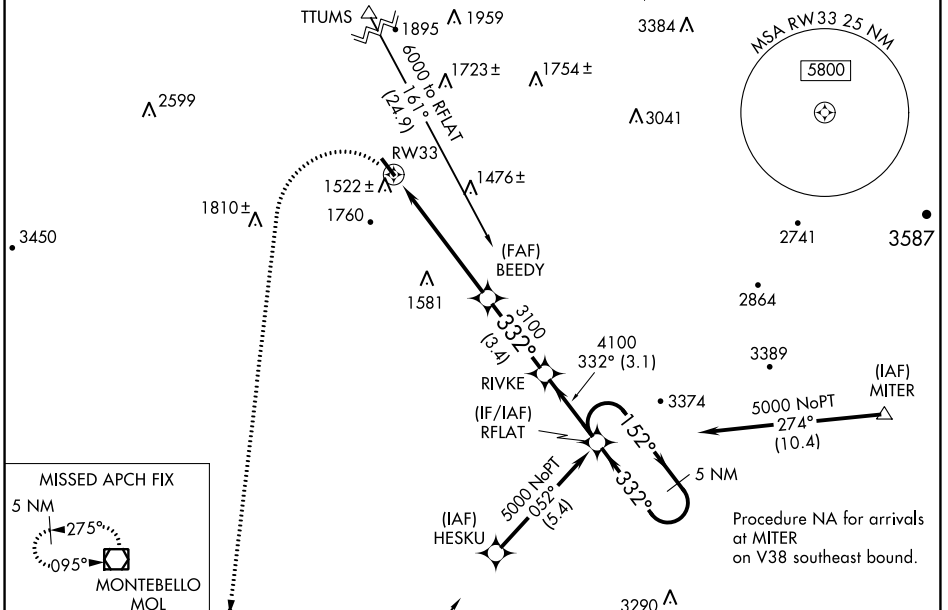 TTUMS
1895
1959
3384
MSA RW33 25 NM
5800
6000 to RFLAT
161°
(24.9)
1723±
1754±
2599
3041
RW33
1522±
1476±
1810±
1760
3450
2741
3587
(FAF)
BEEDY
1581
2864
3100
332°
(3.4)
4100
332° (3.1)
3389
RIVKE
(IAF)
MITER
(IF/IAF)
RFLAT
3374
5000 NoPT
274°
(10.4)
152°
332°
5 NM
MISSED APCH FIX
5 NM
275°
095°
MONTEBELLO
MOL
5000 NoPT
052°
(5.4)
(IAF)
HESKU
Procedure NA for arrivals
at MITER
on V38 southeast bound.
3290